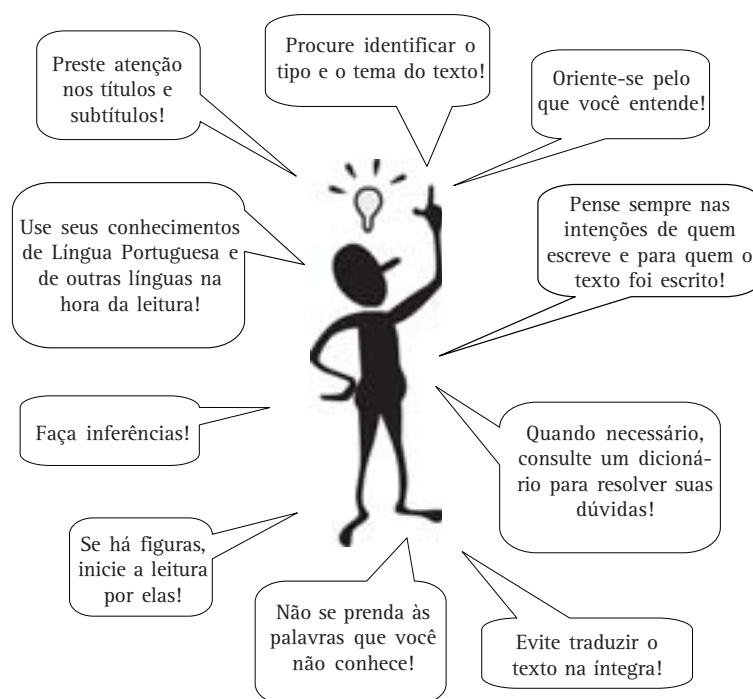 Preste atenção
nos títulos e
subtítulos!
Procure identificar o
tipo e o tema do texto!
Oriente-se pelo
que você entende!
Use seus conhecimentos
de Língua Portuguesa e
de outras línguas na
hora da leitura!
Pense sempre nas
intenções de quem
escreve e para quem o
texto foi escrito!
Faça inferências!
Quando necessário,
consulte um dicioná-
rio para resolver suas
dúvidas!
Se há figuras,
inicie a leitura
por elas!
Não se prenda às
palavras que você
não conhece!
Evite traduzir o
texto na íntegra!